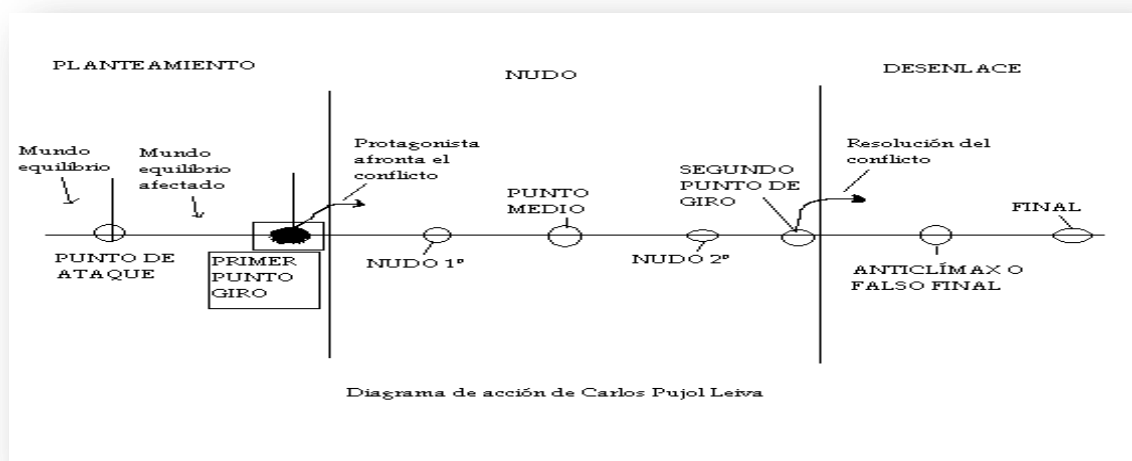 PLANTEAMIENTO
NUDO
DESENLACE
Mundo
equilíbrio
Mundo
equilibrio
afectado
Protagonista
afronta el
conflicto
PUNTO
MEDIO
SEGUNDO
PUNTO DE
GIRO
Resolución del
conflicto
FINAL
PUNTO DE
ATAQUE
PRIMER
PUNTO
GIRO
NUDO 1º
NUDO 2º
ANTICLÍMAX O
FALSO FINAL
Diagrama de acción de Carlos Pujol Leiva